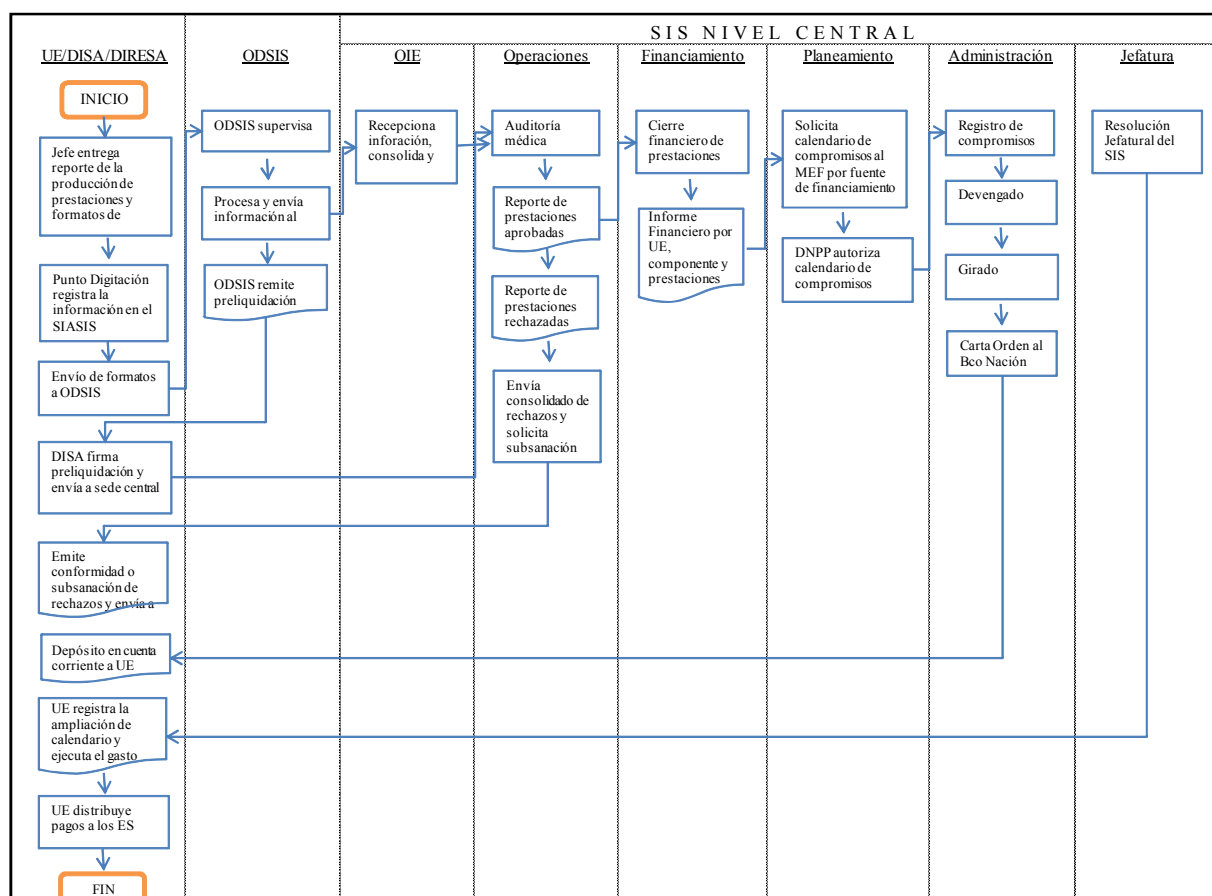 SIS NIVEL CENTRAL
UE/DISA/DIRESA
ODSIS
OIE
Operaciones
Financiamiento
Planeamiento
Administración
Jefatura
INICIO
Jefe entrega
reporte de la
producción de
prestaciones y
formatos de
Punto Digitación
registra la
información en el
SIASIS
Envío de formatos
a ODSIS
DISA firma
preliquidación y
envía a sede central
Emite
conformidad o
subsanación de
rechazos y envía a
Depósito en cuenta
corriente a UE
UE registra la
ampliación de
calendario y
ejecuta el gasto
UE distribuye
pagos a los ES
FIN
ODSIS supervisa
Procesa y envía
información al
ODSIS remite
preliquidación
Recepciona
inforación,
consolida y
Auditoría
médica
Reporte de
prestaciones
aprobadas
Reporte de
prestaciones
rechazadas
Envía
consolidado de
rechazos y
solicita
subsanación
Cierre
financiero de
prestaciones
Informe
Financiero por
UE,
componente y
prestaciones
Solicita
calendario de
compromisos al
MEF por fuente
de financiamiento
DNPP autoriza
calendario de
compromisos
Registro de
compromisos
Devengado
Girado
Carta Orden al
Bco Nación
Resolución
Jefatural del
SIS